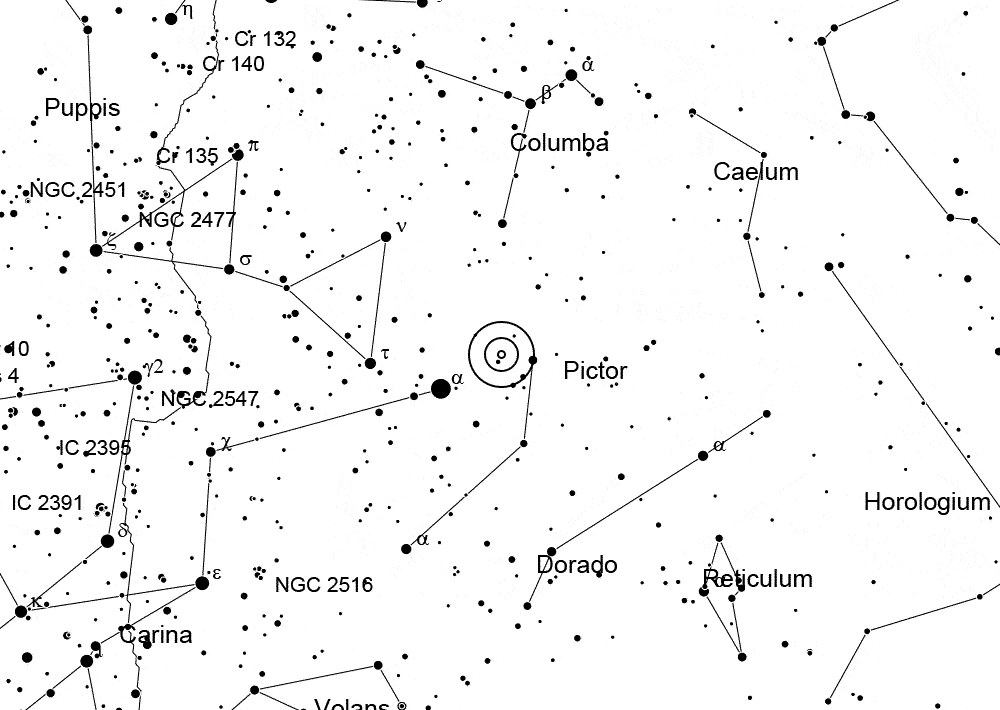 η
Cr 132
Cr 140
α
β
Puppis
Columba
π
Cr 135
Caelum
NGC 2451
NGC 2477
ν
ζ
σ
10
τ
γ2
Pictor
4
α
NGC 2547
χ
α
IC 2395
IC 2391
Horologium
δ
α
Dorado
ε
NGC 2516
Reticulum
κ
Carina
ι
Volans